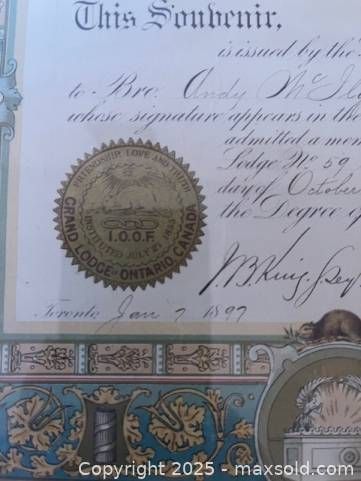 This Souvenir,
is issued by the
to Bro. Andy
whose signature appears in the
admitted a mem
Lodge No 59
day of October
the Degree of
FRIENDSHIP, LOVE AND TRUTH
INSTITUTED JULY 23,
I.O.O.F.
GRAND LODGE-ONTARIO CANADA
J.B. King
Toronto Jan 7 1897
Copyright © 2025 - maxsold.com